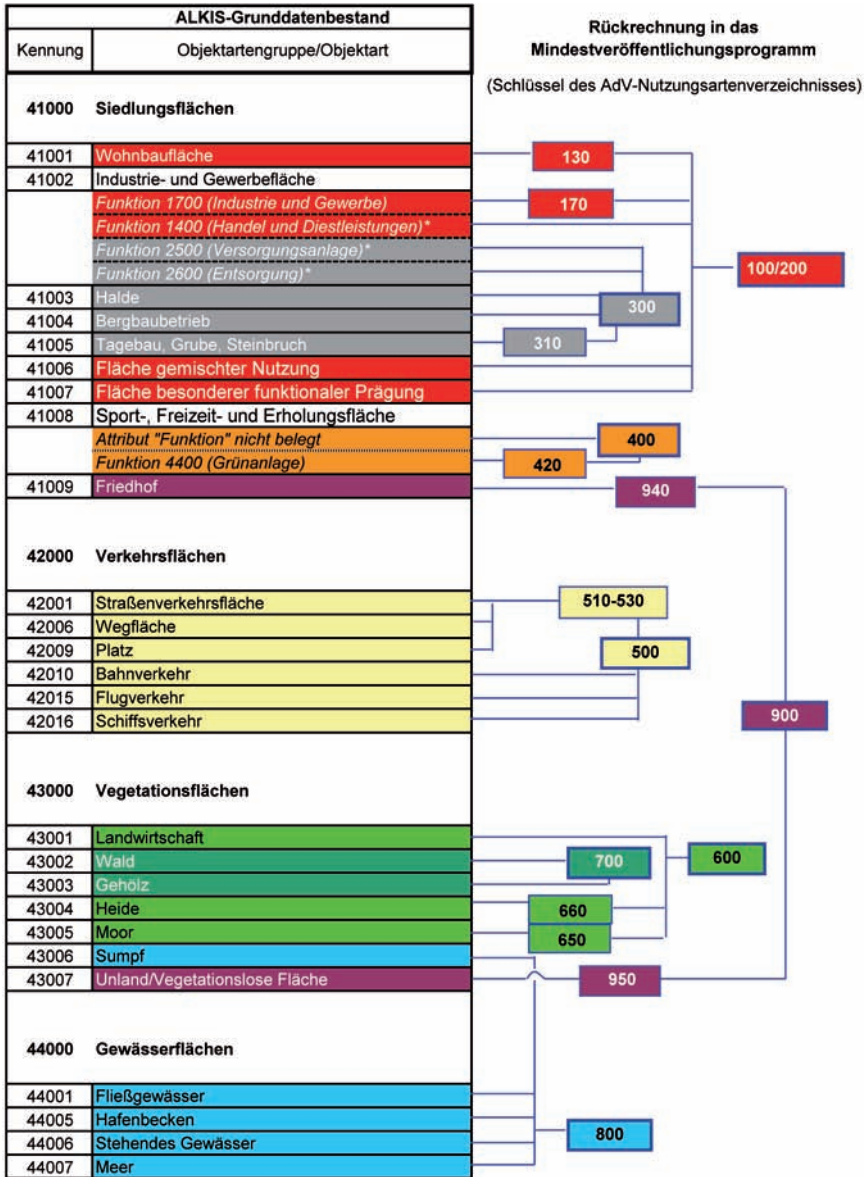 ALKIS-Grunddatenbestand
Kennung Objektartengruppe/Objektart
Rückrechnung in das
Mindestveröffentlichungsprogramm
(Schlüssel des AdV-Nutzungsartenverzeichnisses)
41000 Siedlungsflächen
41001 Wohnbaufläche 130
41002 Industrie- und Gewerbefläche
Funktion 1700 (Industrie und Gewerbe) 170
Funktion 1400 (Handel und Diestleistungen)*
Funktion 2500 (Versorgungsanlage)*
100/200
Funktion 2600 (Entsorgung)*
41003 Halde
300
41004 Bergbaubetrieb
41005 Tagebau, Grube, Steinbruch 310
41006 Fläche gemischter Nutzung
41007 Fläche besonderer funktionaler Prägung
41008 Sport-, Freizeit- und Erholungsfläche
Attribut "Funktion" nicht belegt 400
Funktion 4400 (Grünanlage) 420
41009 Friedhof 940
42000 Verkehrsflächen
42001 Straßenverkehrsfläche 510-530
42006 Wegfläche
42009 Platz 500
42010 Bahnverkehr
42015 Flugverkehr
42016 Schiffsverkehr 900
43000 Vegetationsflächen
43001 Landwirtschaft
43002 Wald 700 600
43003 Gehölz
43004 Heide 660
43005 Moor 650
43006 Sumpf
43007 Unland/Vegetationslose Fläche 950
44000 Gewässerflächen
44001 Fließgewässer
44005 Hafenbecken
44006 Stehendes Gewässer 800
44007 Meer